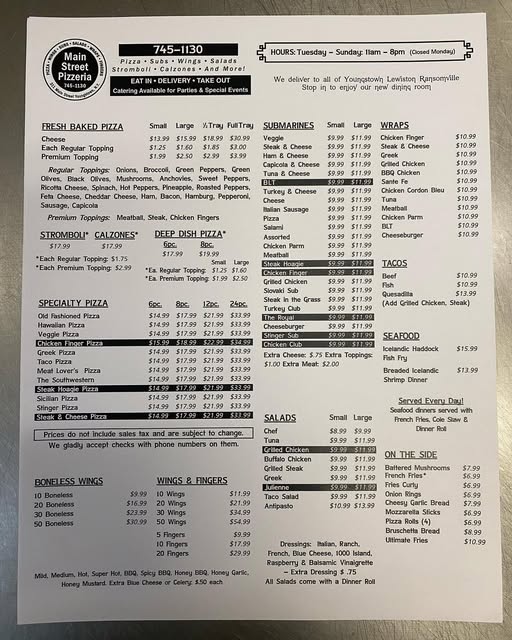 745-1130
Pizza • Subs • Wings • Salads
Stromboli • Calzones • And More!
EAT IN • DELIVERY • TAKE OUT
Catering Available for Parties & Special Events
Main
Street
Pizzeria
745-1130
HOURS: Tuesday – Sunday: 11am – 8pm (Closed Monday)
We deliver to all of Youngstown Lewiston Ransomville
Stop in to enjoy our new dining room
FRESH BAKED PIZZA Small Large ½Tray FullTray
Cheese $13.99 $15.99 $18.99 $30.99
Each Regular Topping $1.25 $1.60 $1.85 $3.00
Premium Topping $1.99 $2.50 $2.99 $3.99
Regular Toppings: Onions, Broccoli, Green Peppers, Green
Olives, Black Olives, Mushrooms, Anchovies, Sweet Peppers,
Ricotta Cheese, Spinach, Hot Peppers, Pineapple, Roasted Peppers,
Feta Cheese, Cheddar Cheese, Ham, Bacon, Hamburg, Pepperoni,
Sausage, Capicola
Premium Toppings: Meatball, Steak, Chicken Fingers
STROMBOLI* CALZONES*
$17.99 $17.99
*Each Regular Topping: $1.75
*Each Premium Topping: $2.99
DEEP DISH PIZZA*
6pc. 8pc.
$17.99 $19.99
Small Large
*Ea. Regular Topping: $1.25 $1.60
*Ea. Premium Topping: $1.99 $2.50
SPECIALTY PIZZA 6pc. 8pc. 12pc. 24pc.
Old Fashioned Pizza $14.99 $17.99 $21.99 $33.99
Hawaiian Pizza $14.99 $17.99 $21.99 $33.99
Veggie Pizza $14.99 $17.99 $21.99 $33.99
Chicken Finger Pizza $15.99 $18.99 $22.99 $34.99
Greek Pizza $14.99 $17.99 $21.99 $33.99
Taco Pizza $14.99 $17.99 $21.99 $33.99
Meat Lover's Pizza $14.99 $17.99 $21.99 $33.99
The Southwestern $14.99 $17.99 $21.99 $33.99
Steak Hoagie Pizza $14.99 $17.99 $21.99 $33.99
Sicilian Pizza $14.99 $17.99 $21.99 $33.99
Stinger Pizza $14.99 $17.99 $21.99 $33.99
Steak & Cheese Pizza $14.99 $17.99 $21.99 $33.99
Prices do not include sales tax and are subject to change.
We gladly accept checks with phone numbers on them.
BONELESS WINGS
10 Boneless $9.99
20 Boneless $16.99
30 Boneless $23.99
50 Boneless $30.99
WINGS & FINGERS
10 Wings $11.99
20 Wings $21.99
30 Wings $34.99
50 Wings $54.99
5 Fingers $9.99
10 Fingers $17.99
20 Fingers $29.99
Mild, Medium, Hot, Super Hot, BBQ, Spicy BBQ, Honey BBQ, Honey Garlic,
Honey Mustard. Extra Blue Cheese or Celery: $.50 each
SUBMARINES Small Large
Veggie $9.99 $11.99
Steak & Cheese $9.99 $11.99
Ham & Cheese $9.99 $11.99
Capicola & Cheese $9.99 $11.99
Tuna & Cheese $9.99 $11.99
BLT $9.99 $11.99
Turkey & Cheese $9.99 $11.99
Cheese $9.99 $11.99
Italian Sausage $9.99 $11.99
Pizza $9.99 $11.99
Salami $9.99 $11.99
Assorted $9.99 $11.99
Chicken Parm $9.99 $11.99
Meatball $9.99 $11.99
Steak Hoagie $9.99 $11.99
Chicken Finger $9.99 $11.99
Grilled Chicken $9.99 $11.99
Slovaki Sub $9.99 $11.99
Steak in the Grass $9.99 $11.99
Turkey Club $9.99 $11.99
The Royal $9.99 $11.99
Cheeseburger $9.99 $11.99
Stinger Sub $9.99 $11.99
Chicken Club $9.99 $11.99
Extra Cheese: $.75 Extra Toppings:
$1.00 Extra Meat: $2.00
SALADS Small Large
Chef $8.99 $9.99
Tuna $9.99 $11.99
Grilled Chicken $9.99 $11.99
Buffalo Chicken $9.99 $11.99
Grilled Steak $9.99 $11.99
Greek $9.99 $11.99
Julienne $9.99 $11.99
Taco Salad $9.99 $11.99
Antipasto $10.99 $13.99
Dressings: Italian, Ranch,
French, Blue Cheese, 1000 Island,
Raspberry & Balsamic Vinaigrette
– Extra Dressing $ .75
All Salads come with a Dinner Roll
WRAPS
Chicken Finger $10.99
Steak & Cheese $10.99
Greek $10.99
Grilled Chicken $10.99
BBQ Chicken $10.99
Sante Fe $10.99
Chicken Cordon Bleu $10.99
Tuna $10.99
Meatball $10.99
Chicken Parm $10.99
BLT $10.99
Cheeseburger $10.99
TACOS
Beef $10.99
Fish $10.99
Quesadilla $13.99
(Add Grilled Chicken, Steak)
SEAFOOD
Icelandic Haddock $15.99
Fish Fry
Breaded Icelandic $13.99
Shrimp Dinner
Served Every Day!
Seafood dinners served with
French Fries, Cole Slaw &
Dinner Roll
ON THE SIDE
Battered Mushrooms $7.99
French Fries* $6.99
Fries Curly $6.99
Onion Rings $6.99
Cheesy Garlic Bread $7.99
Mozzarella Sticks $6.99
Pizza Rolls (4) $6.99
Bruschetta Bread $8.99
Ultimate Fries $10.99